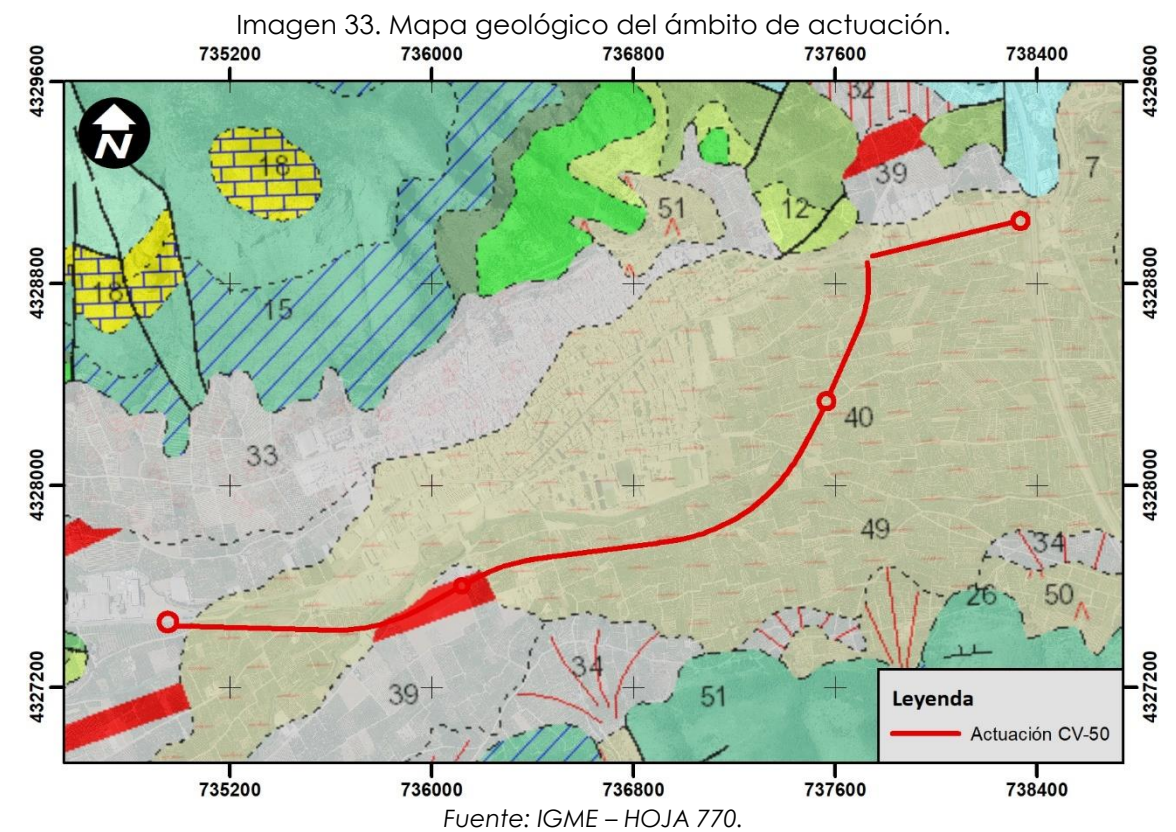 Imagen 33. Mapa geológico del ámbito de actuación.
735200 736000 736800 737600 738400
4329600 4329600
N
32
18
39
7
51
12
4328800 4328800
18
15
40
33
4328000 4328000
49
34
26 50
34
39 51
4327200 4327200
Leyenda
Actuación CV-50
735200 736000 736800 737600 738400
Fuente: IGME – HOJA 770.